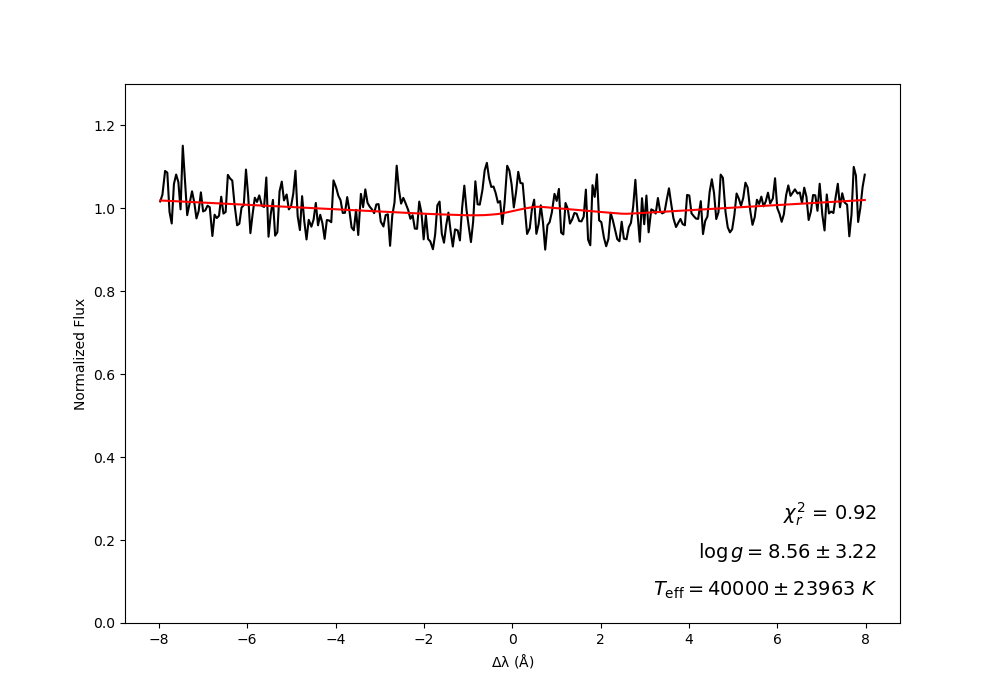 1.2
1.0
0.8
0.6
0.4
0.2
0.0
Normalized Flux
χ²ᵣ = 0.92
log g = 8.56 ± 3.22
T_eff = 40000 ± 23963 K
−8 −6 −4 −2 0 2 4 6 8
Δλ (Å)